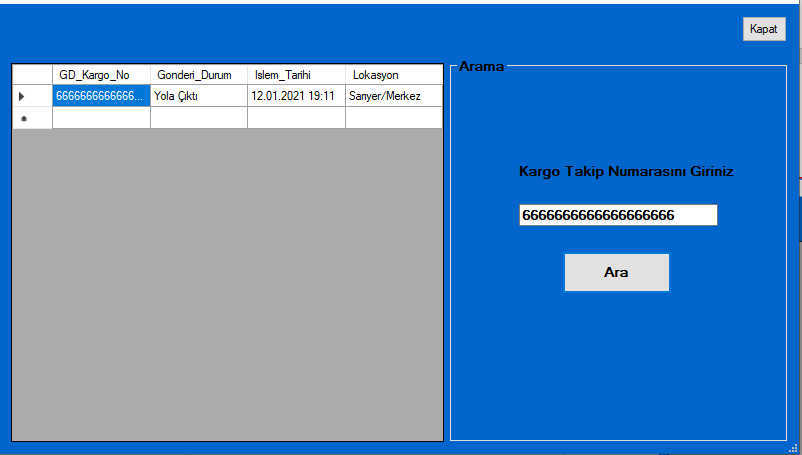 Kapat
GD_Kargo_No Gonderi_Durum Islem_Tarihi Lokasyon
6666666666666... Yola Çıktı 12.01.2021 19:11 Sarıyer/Merkez
Arama
Kargo Takip Numarasını Giriniz
6666666666666666666
Ara